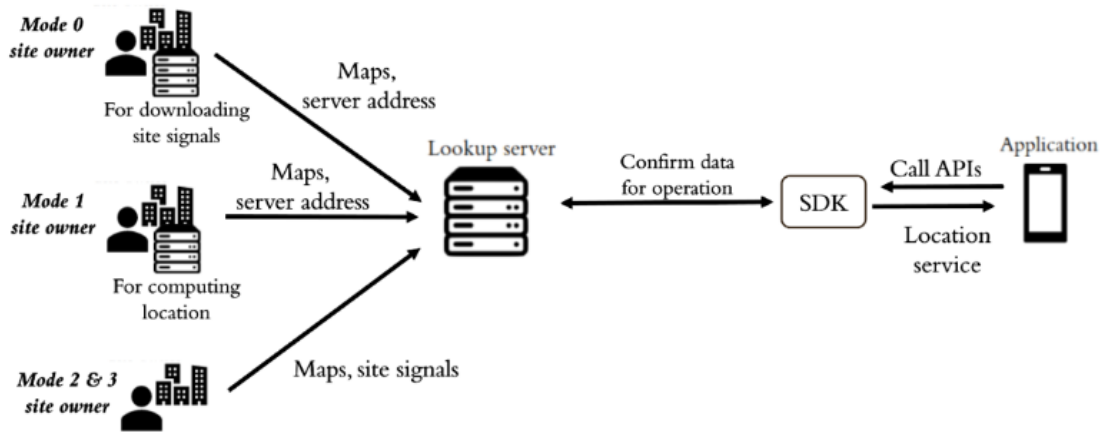 Mode 0
site owner
For downloading
site signals
Maps,
server address
Mode 1
site owner
For computing
location
Maps,
server address
Mode 2 & 3
site owner
Maps, site signals
Lookup server
Confirm data
for operation
SDK
Call APIs
Location
service
Application